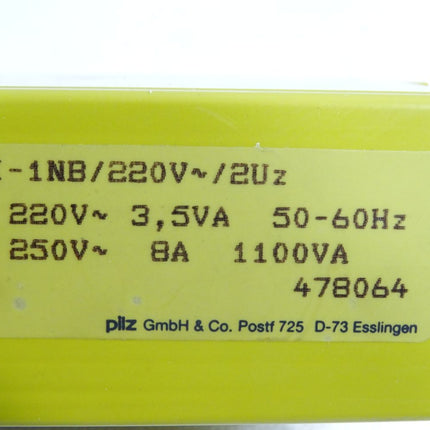 -1NB/220V~/2Uz
220V~ 3,5VA 50-60Hz
250V~ 8A 1100VA
478064
pilz GmbH & Co. Postf 725 D-73 Esslingen